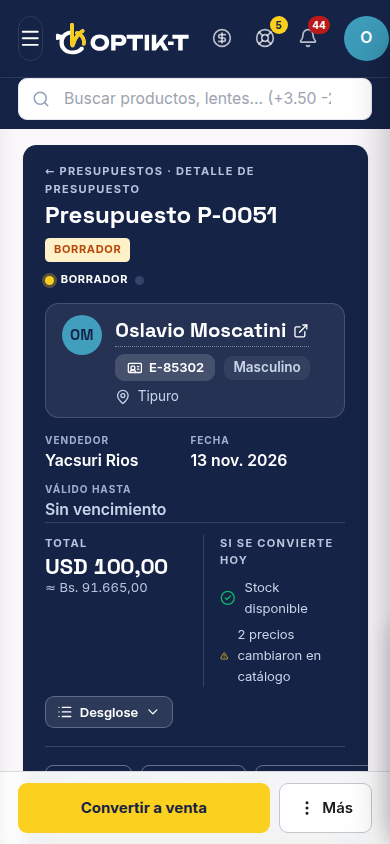 OPTIK-T
5
44
O
Buscar productos, lentes... (+3.50 -2
← PRESUPUESTOS · DETALLE DE
PRESUPUESTO
Presupuesto P-0051
BORRADOR
BORRADOR
OM
Oslavio Moscatini
E-85302
Masculino
Tipuro
VENDEDOR
FECHA
Yacsuri Rios
13 nov. 2026
VÁLIDO HASTA
Sin vencimiento
TOTAL
USD 100,00
≈ Bs. 91.665,00
SI SE CONVIERTE
HOY
Stock
disponible
2 precios
cambiaron en
catálogo
Desglose
Convertir a venta
Más